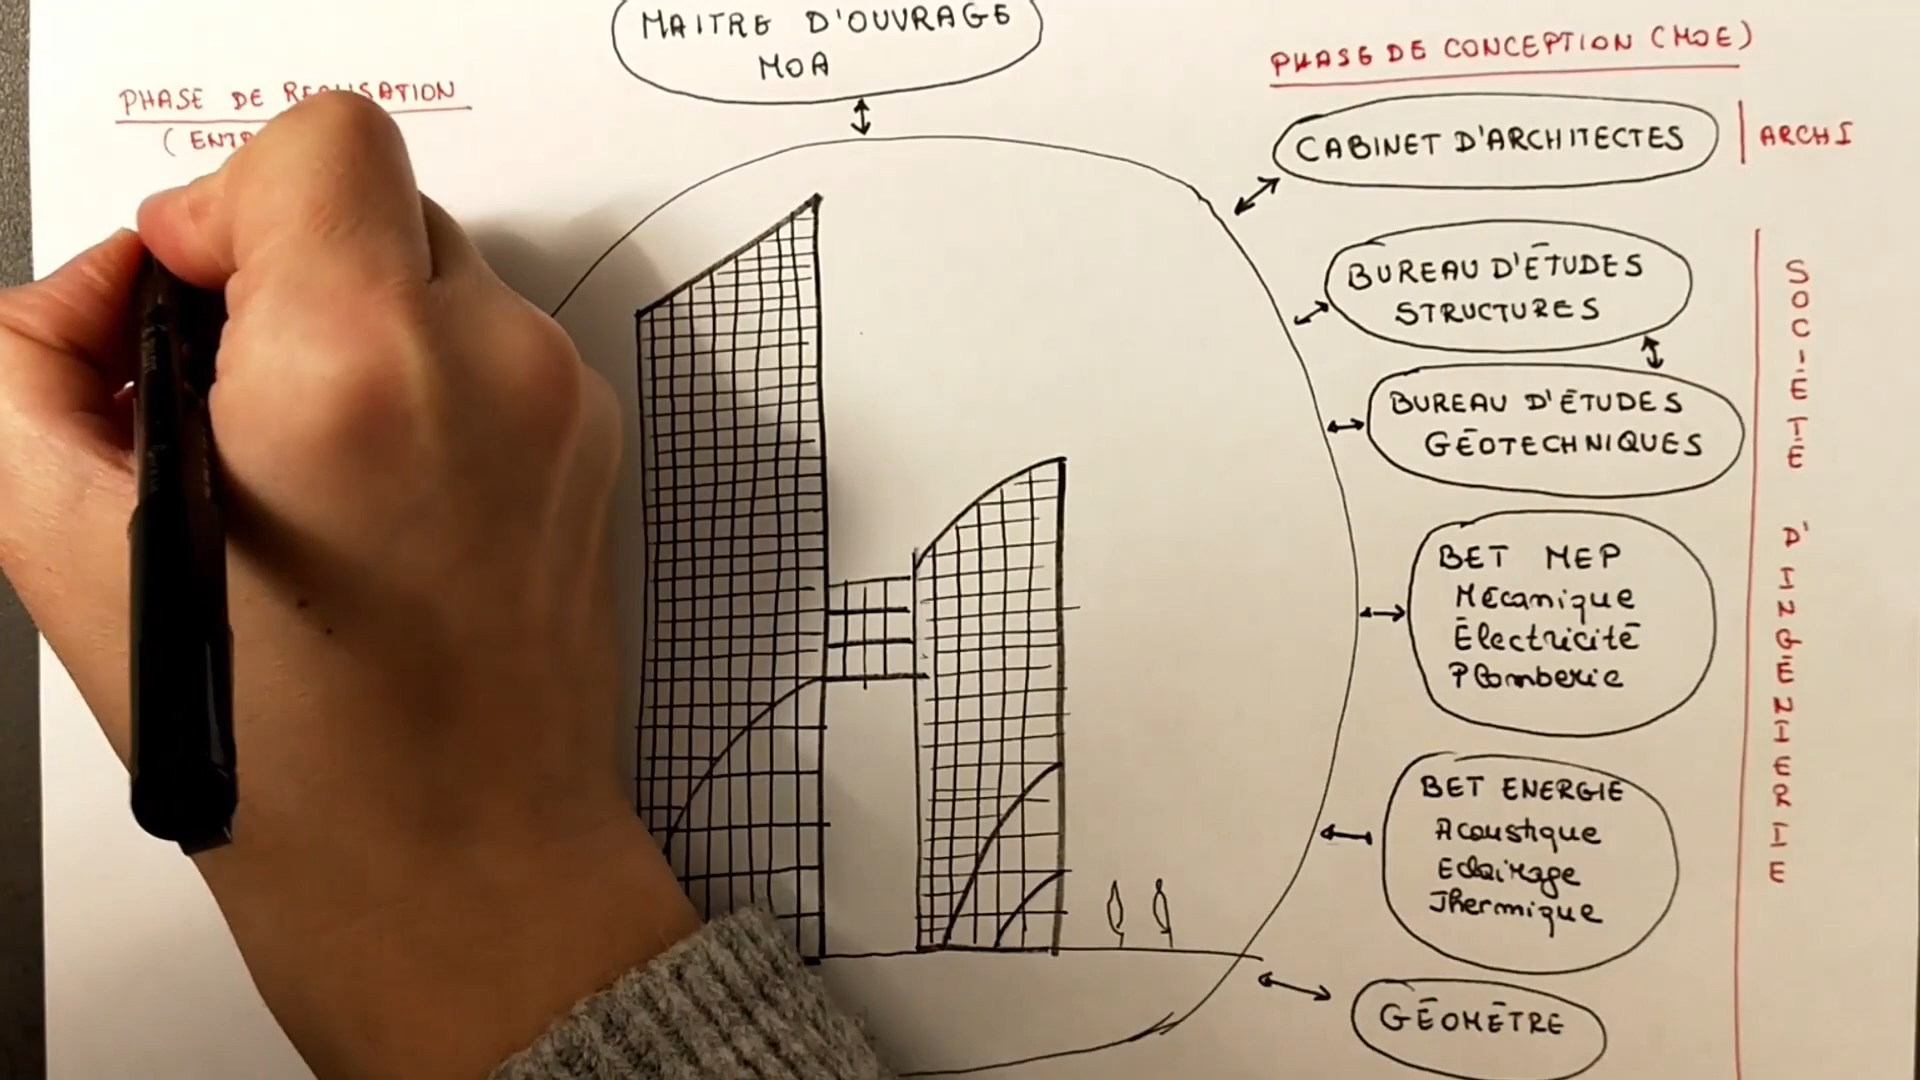 MAITRE D'OUVRAGE
MOA
PHASE DE CONCEPTION (MOE)
PHASE DE REALISATION
CABINET D'ARCHITECTES
ARCHI
BUREAU D'ÉTUDES
STRUCTURES
BUREAU D'ÉTUDES
GÉOTECHNIQUES
BET MEP
Mécanique
Électricité
Plomberie
BET ENERGIE
Acoustique
Eclairage
Thermique
GÉOMÈTRE
SOCIÉTÉ D'INGÉNIERIE